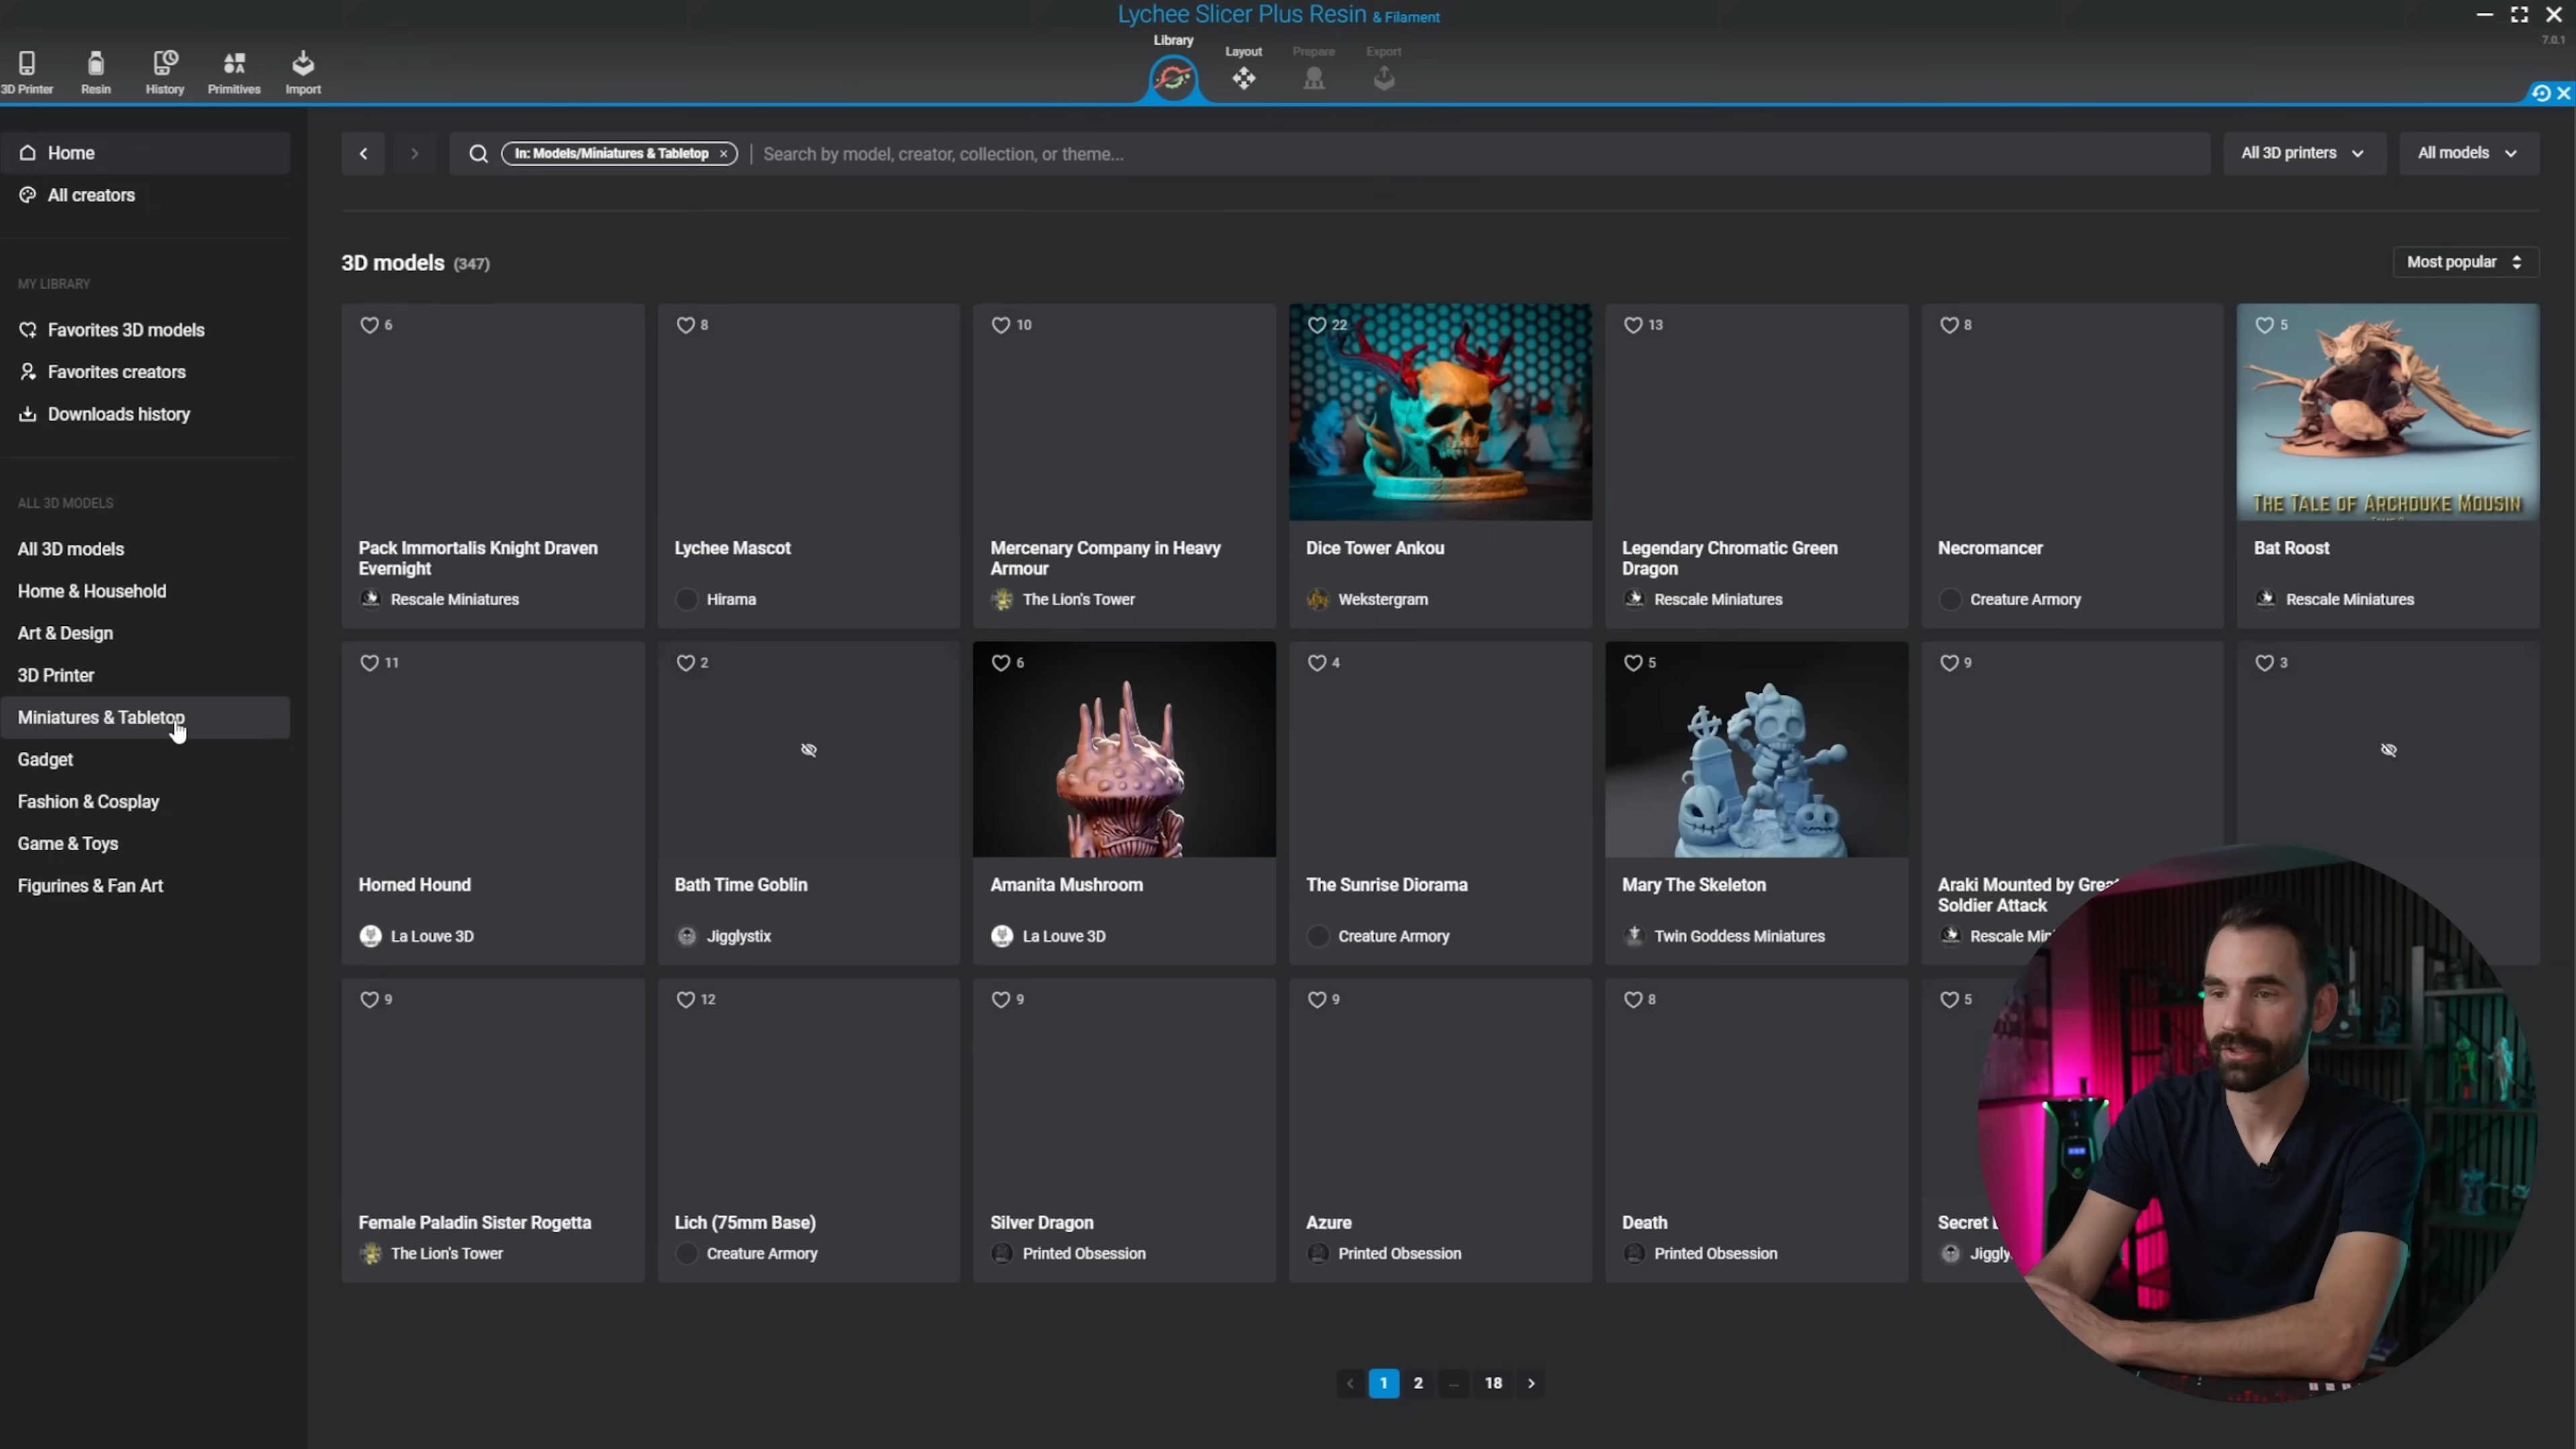 Lychee Slicer Plus Resin & Filament
7.0.1
3D Printer
Resin
History
Primitives
Import
Library
Layout
Prepare
Export
Home
All creators
MY LIBRARY
Favorites 3D models
Favorites creators
Downloads history
ALL 3D MODELS
All 3D models
Home & Household
Art & Design
3D Printer
Miniatures & Tabletop
Gadget
Fashion & Cosplay
Game & Toys
Figurines & Fan Art
In: Models/Miniatures & Tabletop ×
Search by model, creator, collection, or theme...
All 3D printers
All models
3D models (347)
Most popular
6
Pack Immortalis Knight Draven
Evernight
Rescale Miniatures
8
Lychee Mascot
Hirama
10
Mercenary Company in Heavy
Armour
The Lion's Tower
22
Dice Tower Ankou
Wekstergram
13
Legendary Chromatic Green
Dragon
Rescale Miniatures
8
Necromancer
Creature Armory
5
THE TALE OF ARCHDUKE MOUSIN
Bat Roost
Rescale Miniatures
11
Horned Hound
La Louve 3D
2
Bath Time Goblin
Jigglystix
6
Amanita Mushroom
La Louve 3D
4
The Sunrise Diorama
Creature Armory
5
Mary The Skeleton
Twin Goddess Miniatures
9
Araki Mounted by Great
Soldier Attack
Rescale
3
9
Female Paladin Sister Rogetta
The Lion's Tower
12
Lich (75mm Base)
Creature Armory
9
Silver Dragon
Printed Obsession
9
Azure
Printed Obsession
8
Death
Printed Obsession
5
Secret
1
2
...
18